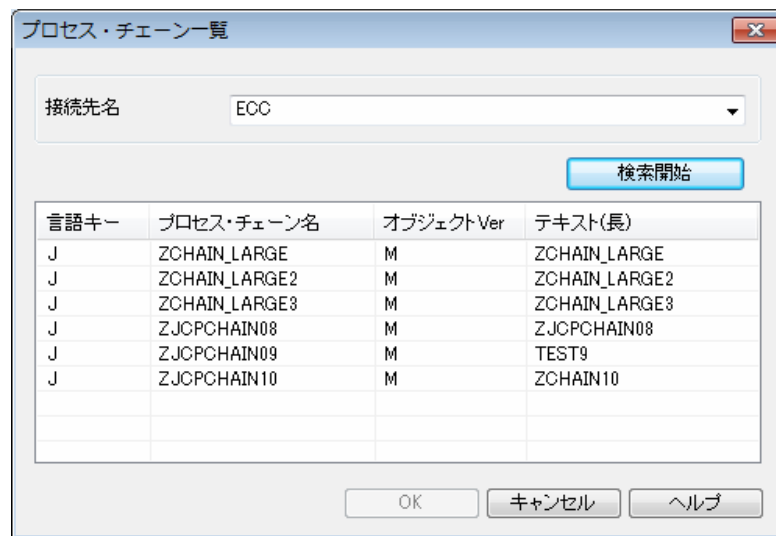 プロセス・チェーン一覧
接続先名 ECC
検索開始
言語キー プロセス・チェーン名 オブジェクトVer テキスト(長)
J ZCHAIN_LARGE M ZCHAIN_LARGE
J ZCHAIN_LARGE2 M ZCHAIN_LARGE2
J ZCHAIN_LARGE3 M ZCHAIN_LARGE3
J ZJCPCHAIN08 M ZJCPCHAIN08
J ZJCPCHAIN09 M TEST9
J ZJCPCHAIN10 M ZCHAIN10
OK キャンセル ヘルプ